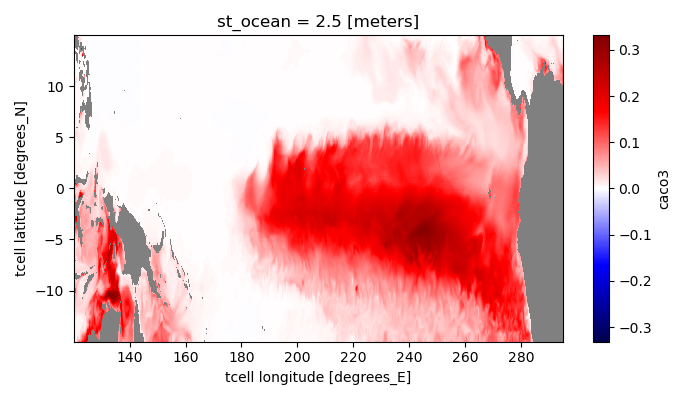 st_ocean = 2.5 [meters]
10
5
0
−5
−10
tcell latitude [degrees_N]
140 160 180 200 220 240 260 280
tcell longitude [degrees_E]
0.3
0.2
0.1
0.0
−0.1
−0.2
−0.3
caco3